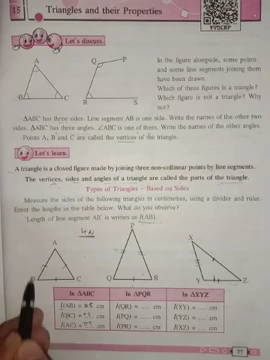 15
Triangles and their Properties
Let's discuss.
A
B
C
Q
P
R
S
In the figure alongside, some points and some line segments joining them have been drawn.
Which of these figures is a triangle? Which figure is not a triangle? Why not?
ΔABC has three sides. Line segment AB is one side. Write the names of the other two sides. ΔABC has three angles. ∠ABC is one of them. Write the names of the other angles.
Points A, B and C are called the vertices of the triangle.
Let's learn.
A triangle is a closed figure made by joining three non-collinear points by line segments.
The vertices, sides and angles of a triangle are called the parts of the triangle.
Types of Triangles – Based on Sides
Measure the sides of the following triangles in centimetres, using a divider and ruler. Enter the lengths in the table below. What do you observe?
'Length of line segment AB' is written as l(AB).
A
C
P
Q
R
X
Y
Z
In ΔABC
In ΔPQR
In ΔXYZ
l(AB) = cm
l(QR) = ..... cm
l(XY) = ..... cm
l(BC) = cm
l(PQ) = ..... cm
l(YZ) = ..... cm
l(AC) = cm
l(PR) = ..... cm
l(XZ) = ..... cm
77